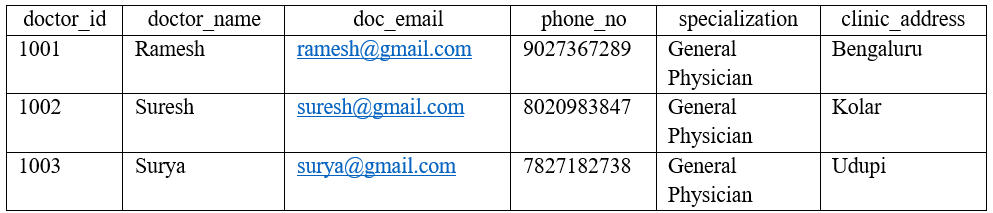 doctor_id doctor_name doc_email phone_no specialization clinic_address
1001 Ramesh ramesh@gmail.com 9027367289 General Bengaluru
Physician
1002 Suresh suresh@gmail.com 8020983847 General Kolar
Physician
1003 Surya surya@gmail.com 7827182738 General Udupi
Physician